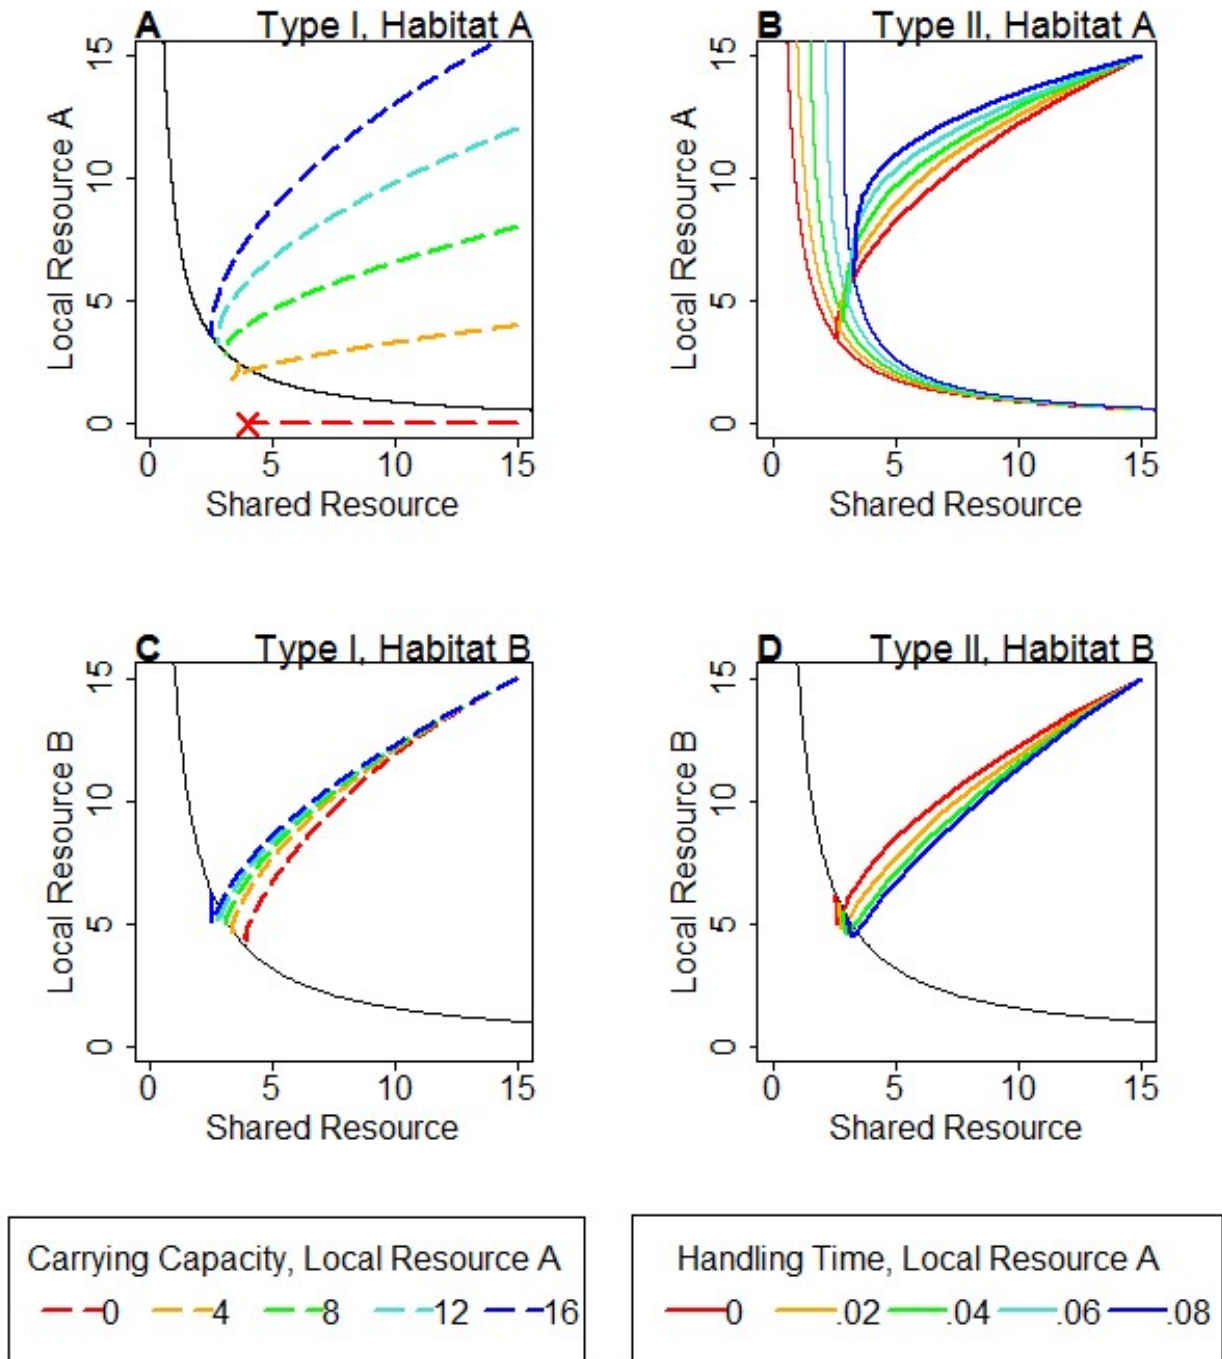 A Type I, Habitat A
15
10
5
0
Local Resource A
0 5 10 15
Shared Resource
B Type II, Habitat A
15
10
5
0
Local Resource A
0 5 10 15
Shared Resource
C Type I, Habitat B
15
10
5
0
Local Resource B
0 5 10 15
Shared Resource
D Type II, Habitat B
15
10
5
0
Local Resource B
0 5 10 15
Shared Resource
Carrying Capacity, Local Resource A
0 4 8 12 16
Handling Time, Local Resource A
0 .02 .04 .06 .08